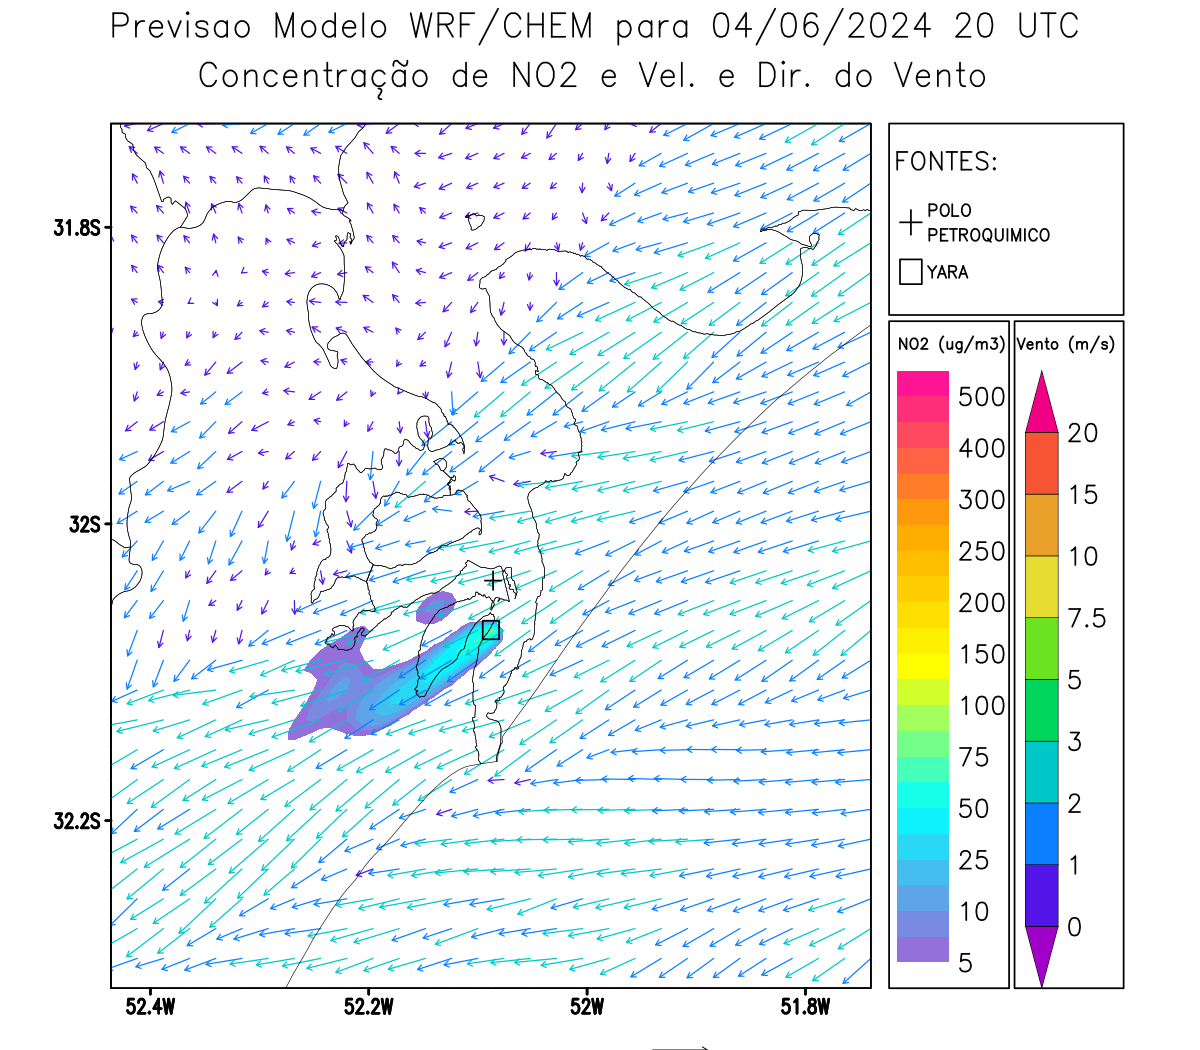 Previsao Modelo WRF/CHEM para 04/06/2024 20 UTC
Concentração de NO2 e Vel. e Dir. do Vento
FONTES:
POLO
PETROQUIMICO
YARA
NO2 (ug/m3)
500
400
300
250
200
150
100
75
50
25
10
5
Vento (m/s)
20
15
10
7.5
5
3
2
1
0
31.8S
32S
32.2S
52.4W
52.2W
52W
51.8W